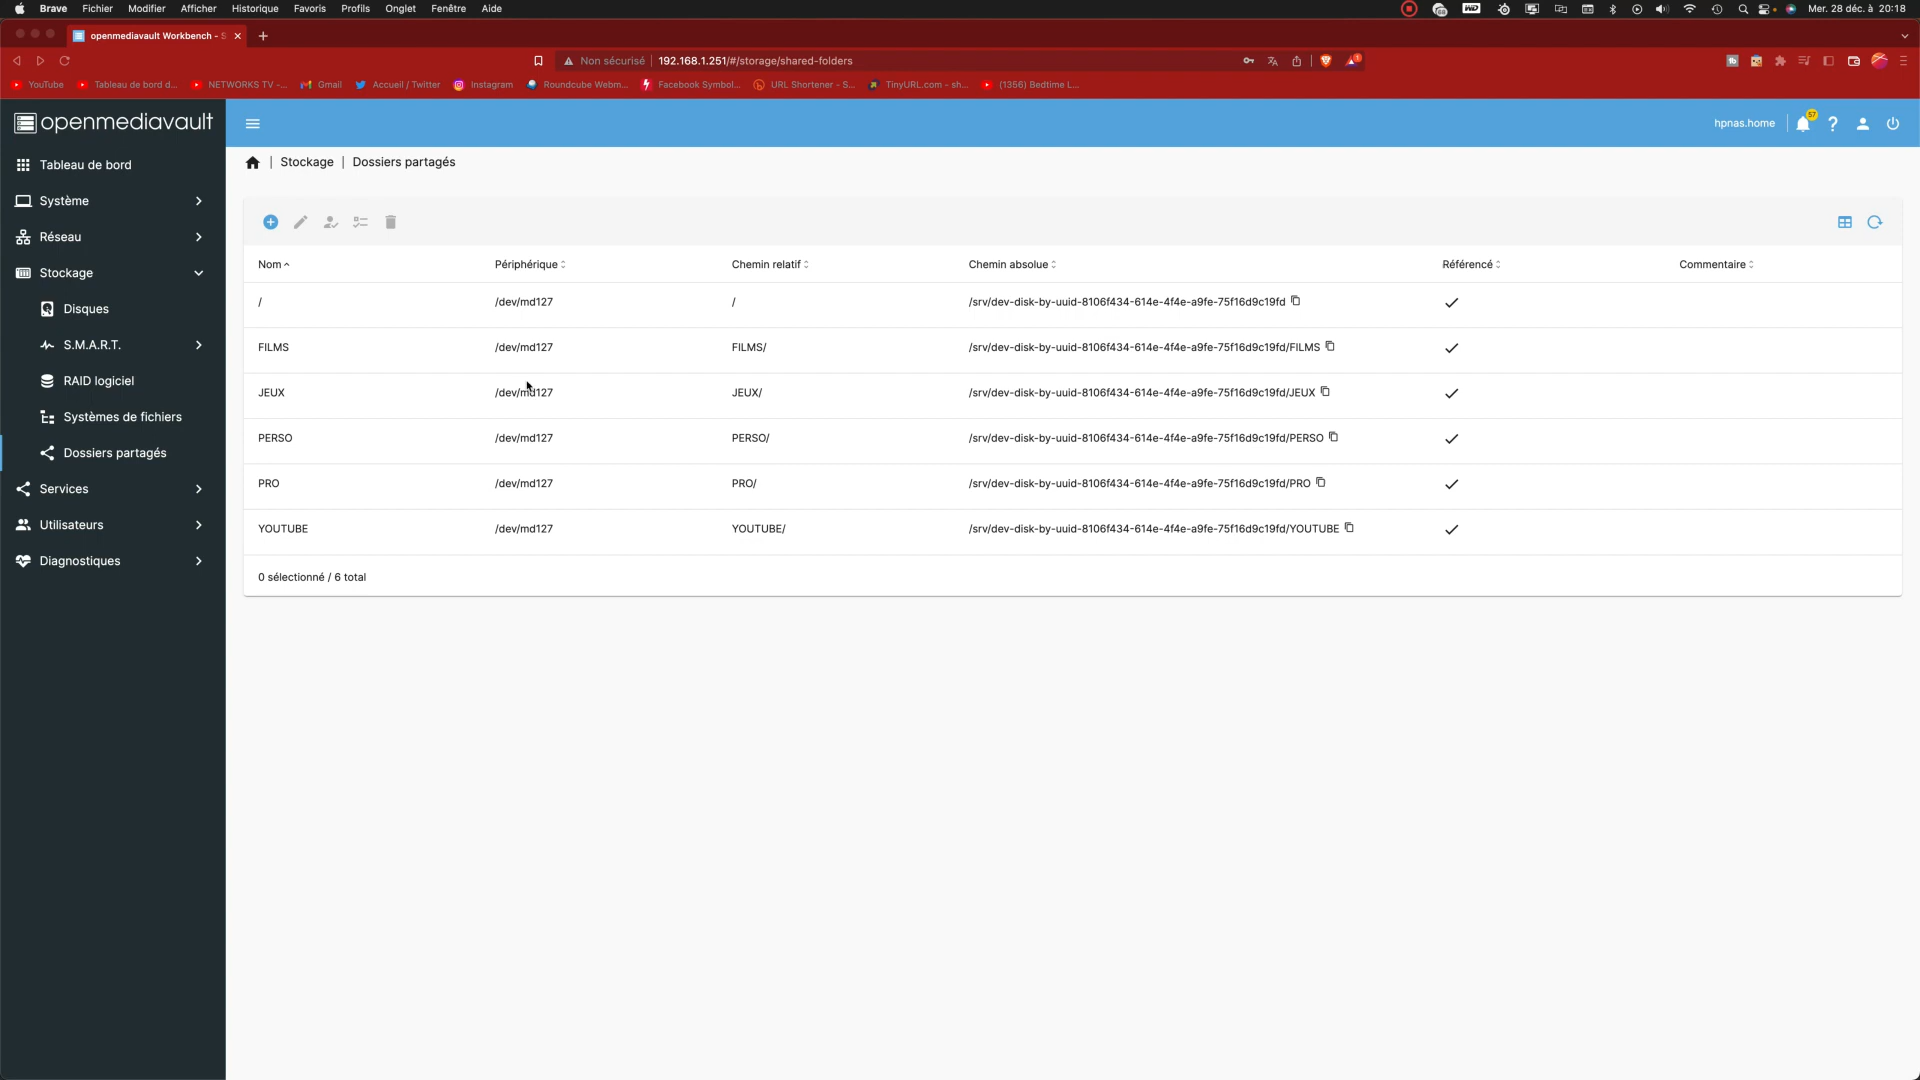 Brave Fichier Modifier Afficher Historique Favoris Profils Onglet Fenêtre Aide Mer. 28 déc. à 20:18
openmediavault Workbench - S
Non sécurisé 192.168.1.251/#/storage/shared-folders
YouTube Tableau de bord d... NETWORKS TV -... Gmail Accueil / Twitter Instagram Roundcube Webm... Facebook Symbol... URL Shortener - S... TinyURL.com - sh... (1356) Bedtime L...
openmediavault
hpnas.home 57
Stockage | Dossiers partagés
Tableau de bord
Système
Réseau
Stockage
Disques
S.M.A.R.T.
RAID logiciel
Systèmes de fichiers
Dossiers partagés
Services
Utilisateurs
Diagnostiques
Nom Périphérique Chemin relatif Chemin absolue Référencé Commentaire
/ /dev/md127 / /srv/dev-disk-by-uuid-8106f434-614e-4f4e-a9fe-75f16d9c19fd
FILMS /dev/md127 FILMS/ /srv/dev-disk-by-uuid-8106f434-614e-4f4e-a9fe-75f16d9c19fd/FILMS
JEUX /dev/md127 JEUX/ /srv/dev-disk-by-uuid-8106f434-614e-4f4e-a9fe-75f16d9c19fd/JEUX
PERSO /dev/md127 PERSO/ /srv/dev-disk-by-uuid-8106f434-614e-4f4e-a9fe-75f16d9c19fd/PERSO
PRO /dev/md127 PRO/ /srv/dev-disk-by-uuid-8106f434-614e-4f4e-a9fe-75f16d9c19fd/PRO
YOUTUBE /dev/md127 YOUTUBE/ /srv/dev-disk-by-uuid-8106f434-614e-4f4e-a9fe-75f16d9c19fd/YOUTUBE
0 sélectionné / 6 total